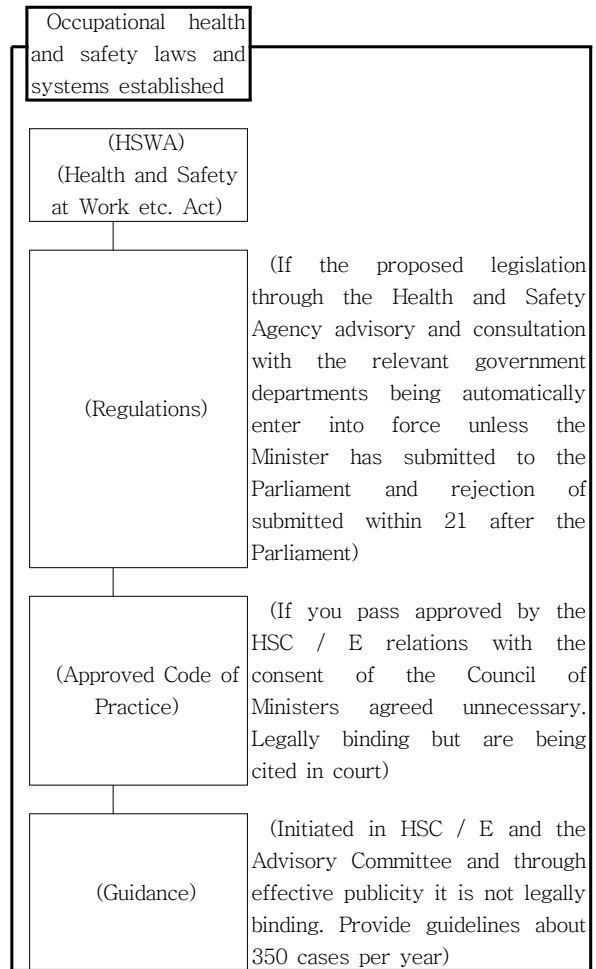 Occupational health
and safety laws and
systems established
(HSWA)
(Health and Safety
at Work etc. Act)
(Regulations)
(If the proposed legislation
through the Health and Safety
Agency advisory and consultation
with the relevant government
departments being automatically
enter into force unless the
Minister has submitted to the
Parliament and rejection of
submitted within 21 after the
Parliament)
(Approved Code of
Practice)
(If you pass approved by the
HSC / E relations with the
consent of the Council of
Ministers agreed unnecessary.
Legally binding but are being
cited in court)
(Guidance)
(Initiated in HSC / E and the
Advisory Committee and through
effective publicity it is not legally
binding. Provide guidelines about
350 cases per year)